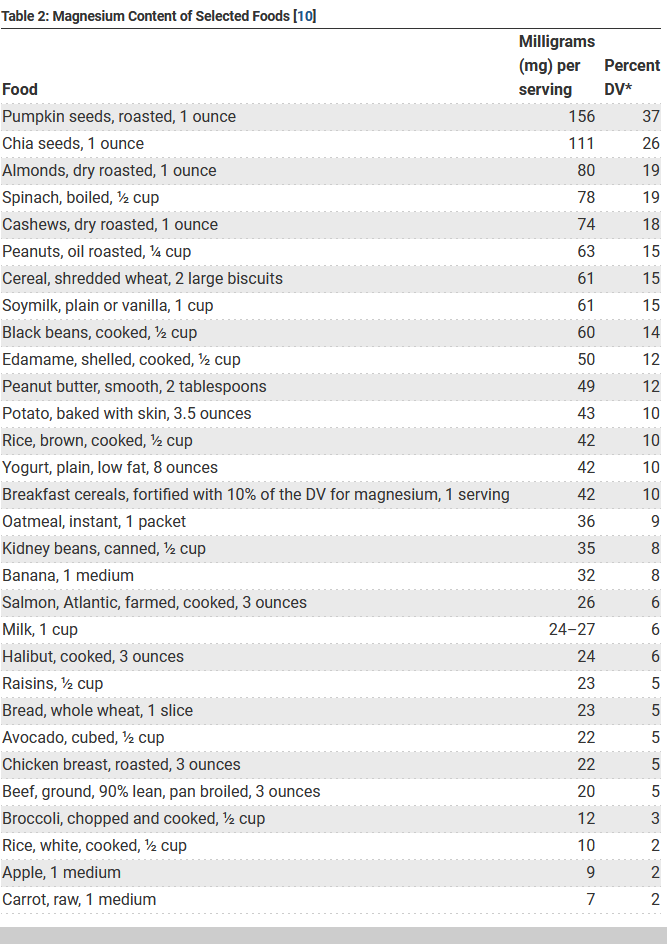 Table 2: Magnesium Content of Selected Foods [10]
Food Milligrams (mg) per serving Percent DV*
Pumpkin seeds, roasted, 1 ounce 156 37
Chia seeds, 1 ounce 111 26
Almonds, dry roasted, 1 ounce 80 19
Spinach, boiled, ½ cup 78 19
Cashews, dry roasted, 1 ounce 74 18
Peanuts, oil roasted, ¼ cup 63 15
Cereal, shredded wheat, 2 large biscuits 61 15
Soymilk, plain or vanilla, 1 cup 61 15
Black beans, cooked, ½ cup 60 14
Edamame, shelled, cooked, ½ cup 50 12
Peanut butter, smooth, 2 tablespoons 49 12
Potato, baked with skin, 3.5 ounces 43 10
Rice, brown, cooked, ½ cup 42 10
Yogurt, plain, low fat, 8 ounces 42 10
Breakfast cereals, fortified with 10% of the DV for magnesium, 1 serving 42 10
Oatmeal, instant, 1 packet 36 9
Kidney beans, canned, ½ cup 35 8
Banana, 1 medium 32 8
Salmon, Atlantic, farmed, cooked, 3 ounces 26 6
Milk, 1 cup 24–27 6
Halibut, cooked, 3 ounces 24 6
Raisins, ½ cup 23 5
Bread, whole wheat, 1 slice 23 5
Avocado, cubed, ½ cup 22 5
Chicken breast, roasted, 3 ounces 22 5
Beef, ground, 90% lean, pan broiled, 3 ounces 20 5
Broccoli, chopped and cooked, ½ cup 12 3
Rice, white, cooked, ½ cup 10 2
Apple, 1 medium 9 2
Carrot, raw, 1 medium 7 2